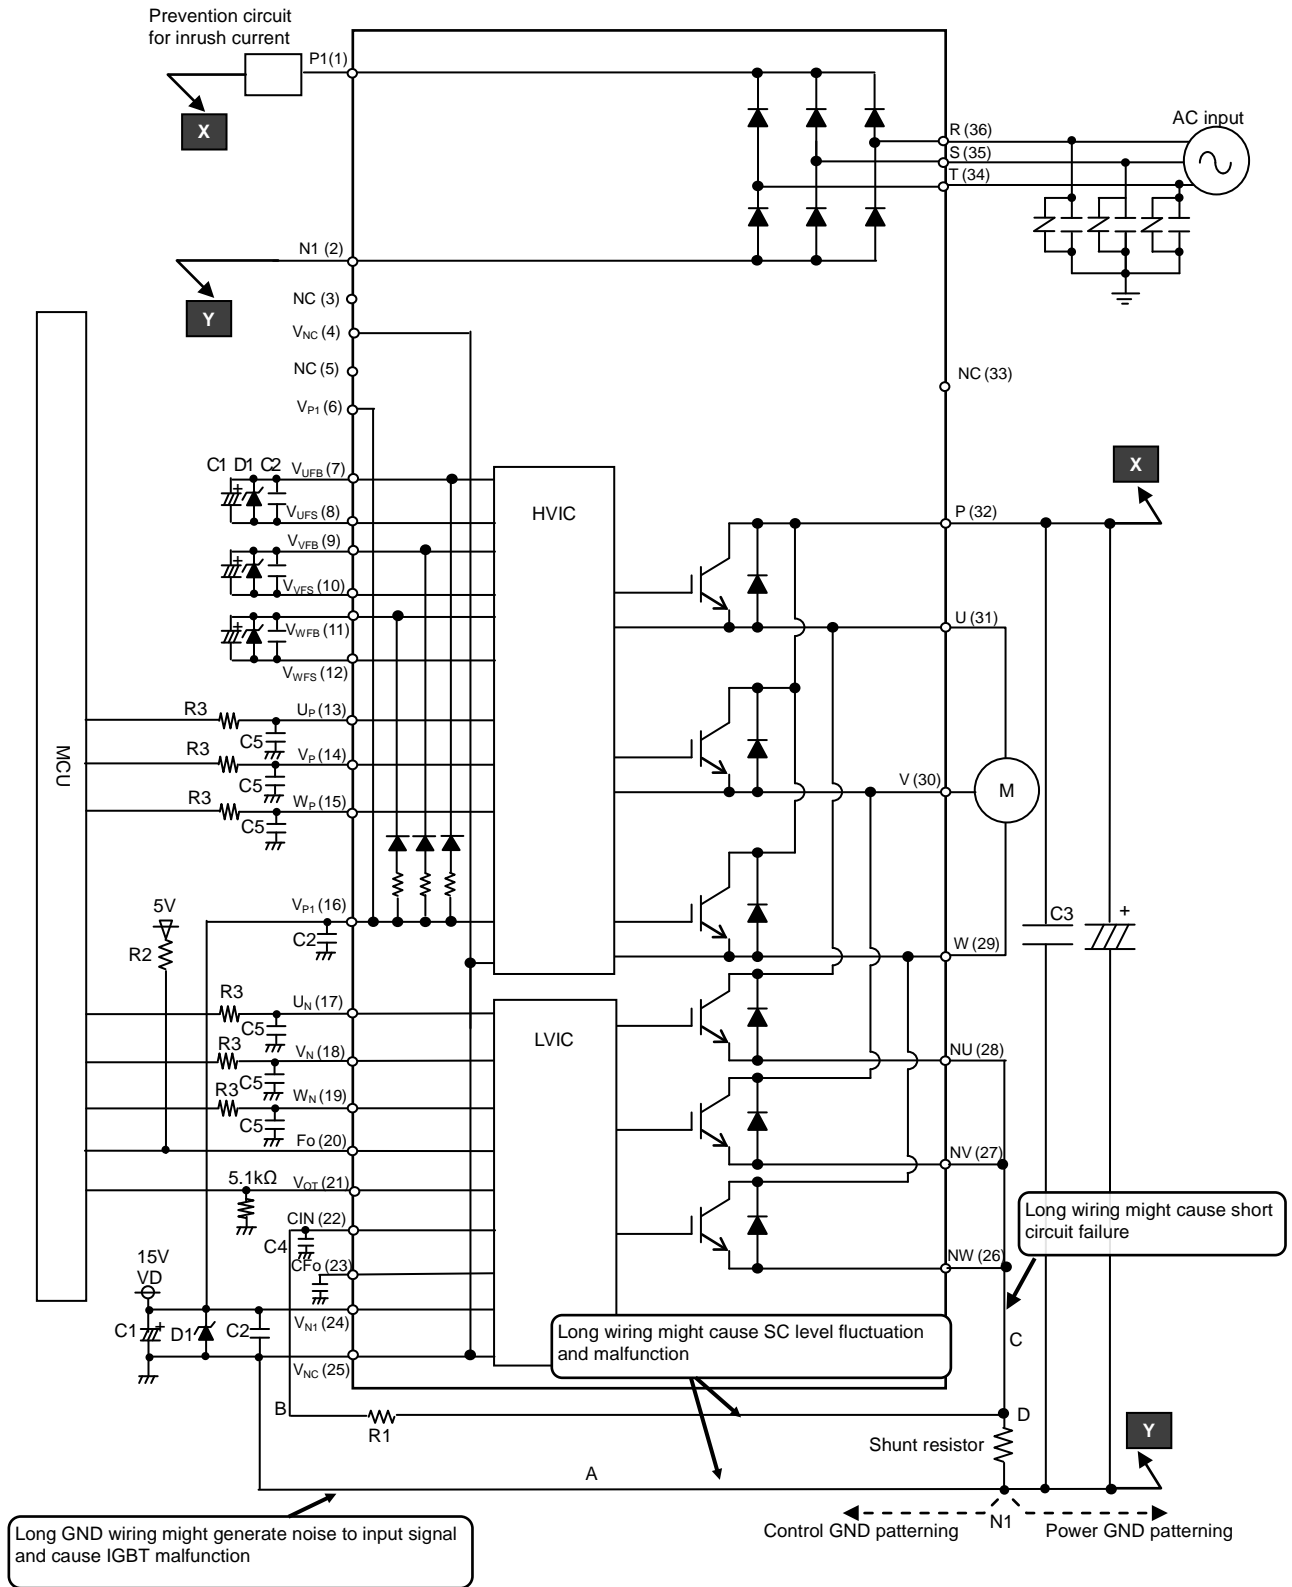 Prevention circuit
for inrush current
P1(1)
X
AC input
R (36)
S (35)
T (34)
N1 (2)
Y
NC (3)
VNC (4)
NC (5)
NC (33)
VP1 (6)
C1 D1 C2
VUFB (7)
VUFS (8)
VVFB (9)
VVFS (10)
VWFB (11)
VWFS (12)
HVIC
X
P (32)
U (31)
MCU
R3
UP (13)
C5
R3
VP (14)
C5
R3
WP (15)
C5
V (30)
M
5V
R2
VP1 (16)
C2
C3
+
W (29)
R3
UN (17)
C5
R3
VN (18)
C5
R3
WN (19)
C5
Fo (20)
LVIC
NU (28)
NV (27)
5.1kΩ
VOT (21)
CIN (22)
C4
CFo (23)
NW (26)
Long wiring might cause short
circuit failure
15V
VD
C1
+
D1
C2
VN1 (24)
VNC (25)
Long wiring might cause SC level fluctuation
and malfunction
C
B
R1
D
Shunt resistor
Y
A
Control GND patterning
N1
Power GND patterning
Long GND wiring might generate noise to input signal
and cause IGBT malfunction